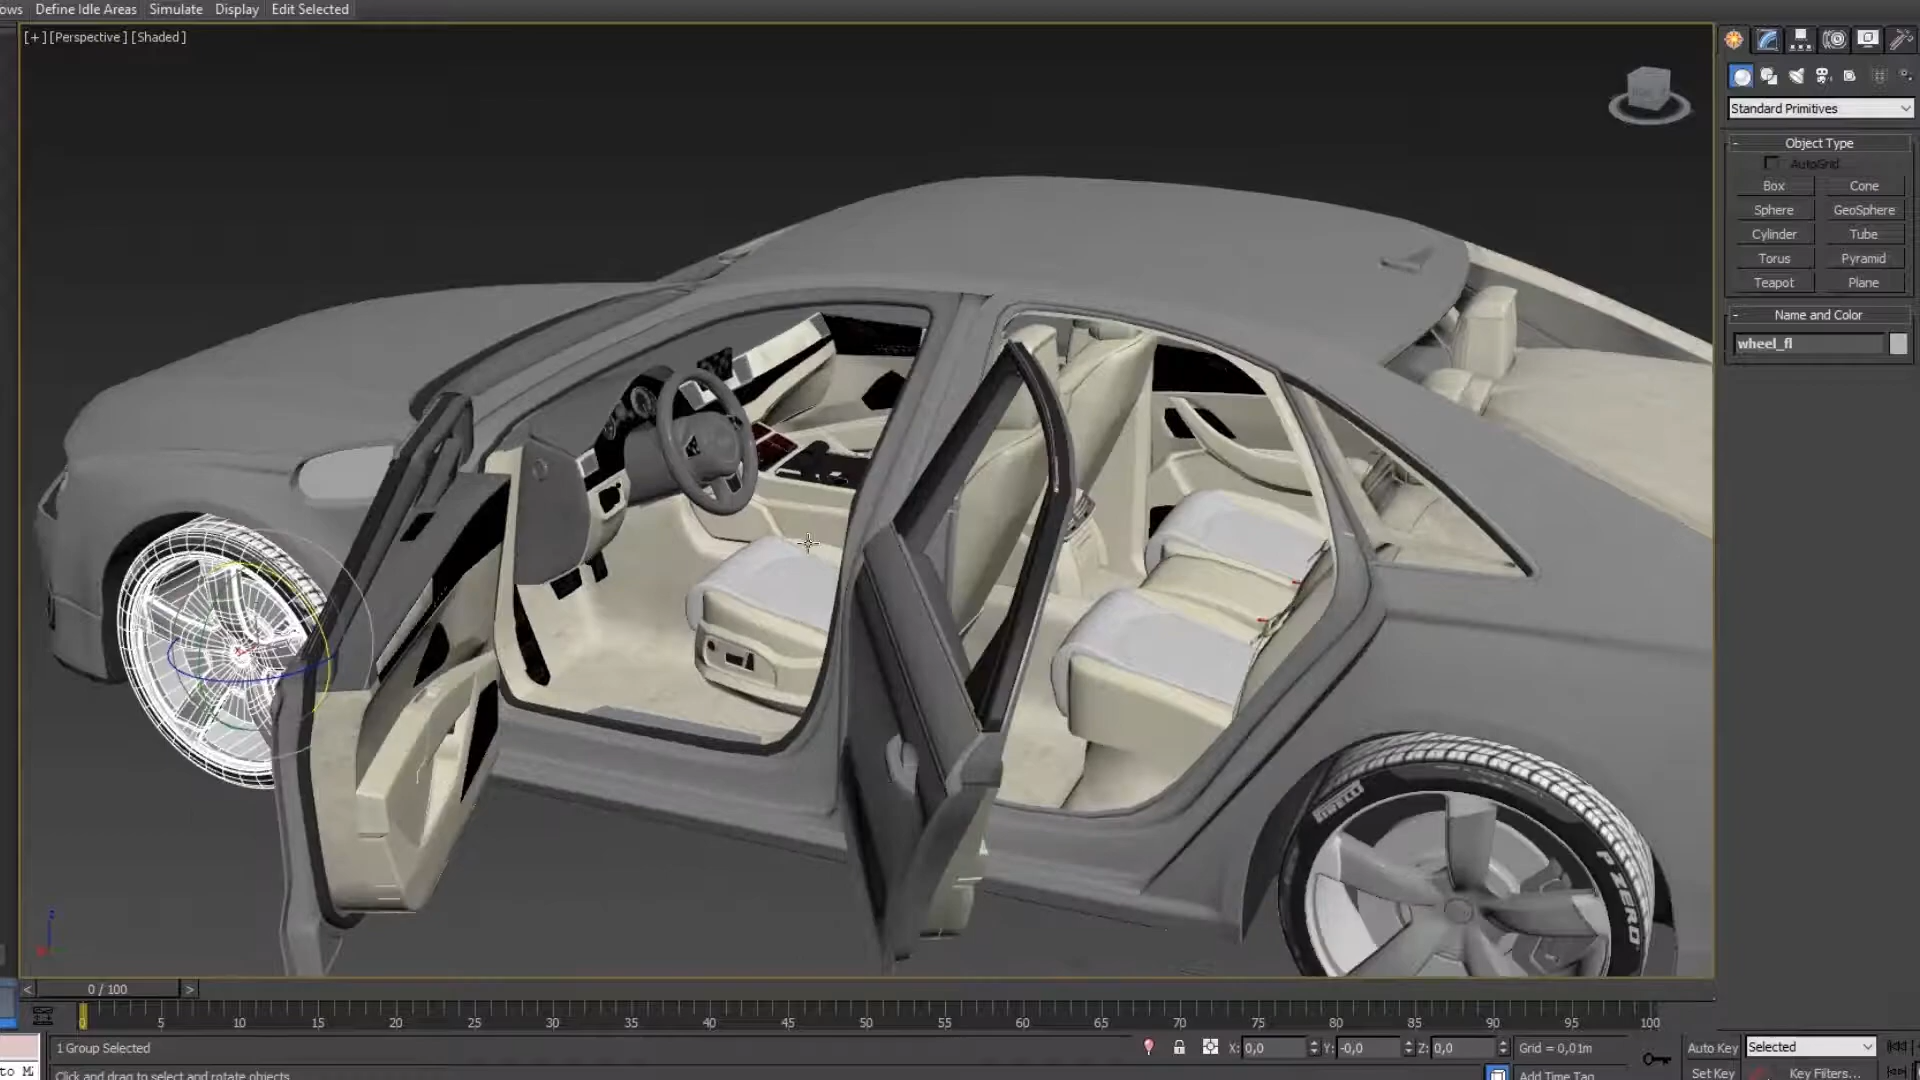 ows Define Idle Areas Simulate Display Edit Selected
[+][Perspective][Shaded]
Standard Primitives
- Object Type
AutoGrid
Box Cone
Sphere GeoSphere
Cylinder Tube
Torus Pyramid
Teapot Plane
- Name and Color
wheel_fl
PIRELLI
P ZERO
z
x
< 0 / 100 >
0 5 10 15 20 25 30 35 40 45 50 55 60 65 70 75 80 85 90 95 100
1 Group Selected X: 0,0 Y: -0,0 Z: 0,0 Grid = 0,01m Auto Key Selected
to M Click and drag to select and rotate objects Add Time Tag Set Key Key Filters...